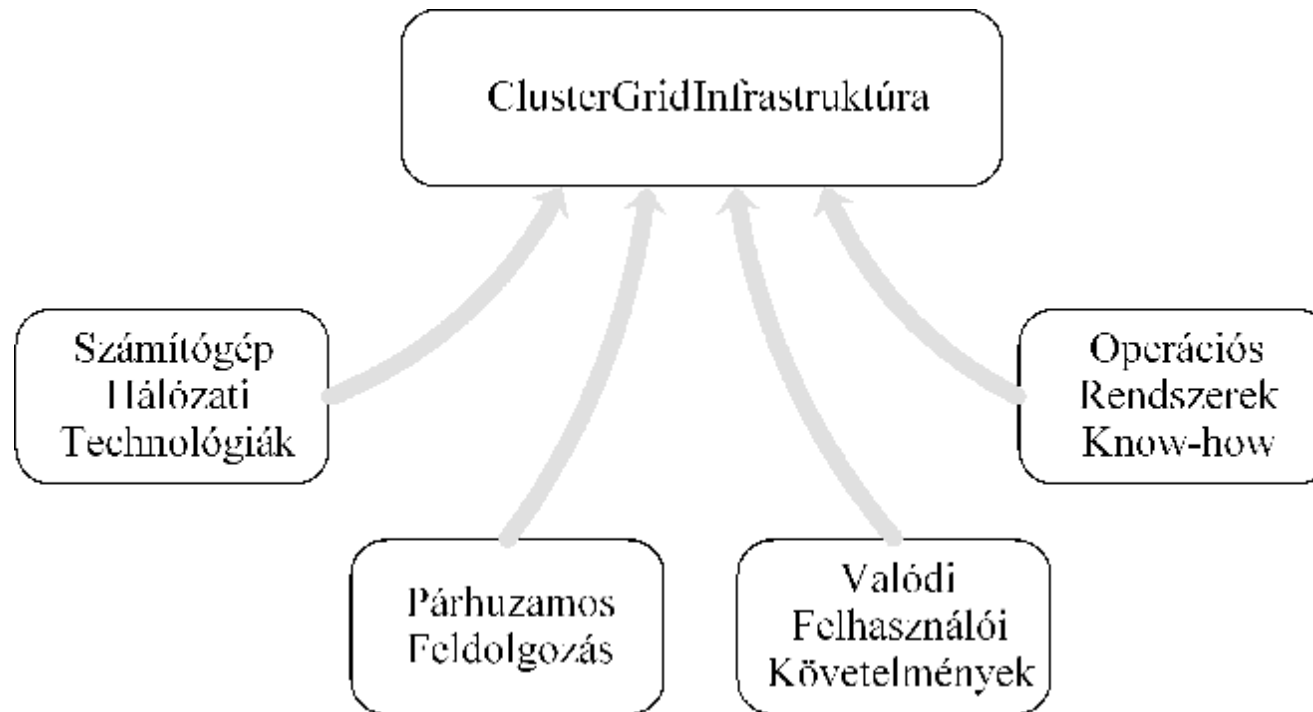 ClusterGridInfrastruktúra
Számítógép
Hálózati
Technológiák
Operációs
Rendszerek
Know-how
Párhuzamos
Feldolgozás
Valódi
Felhasználói
Követelmények